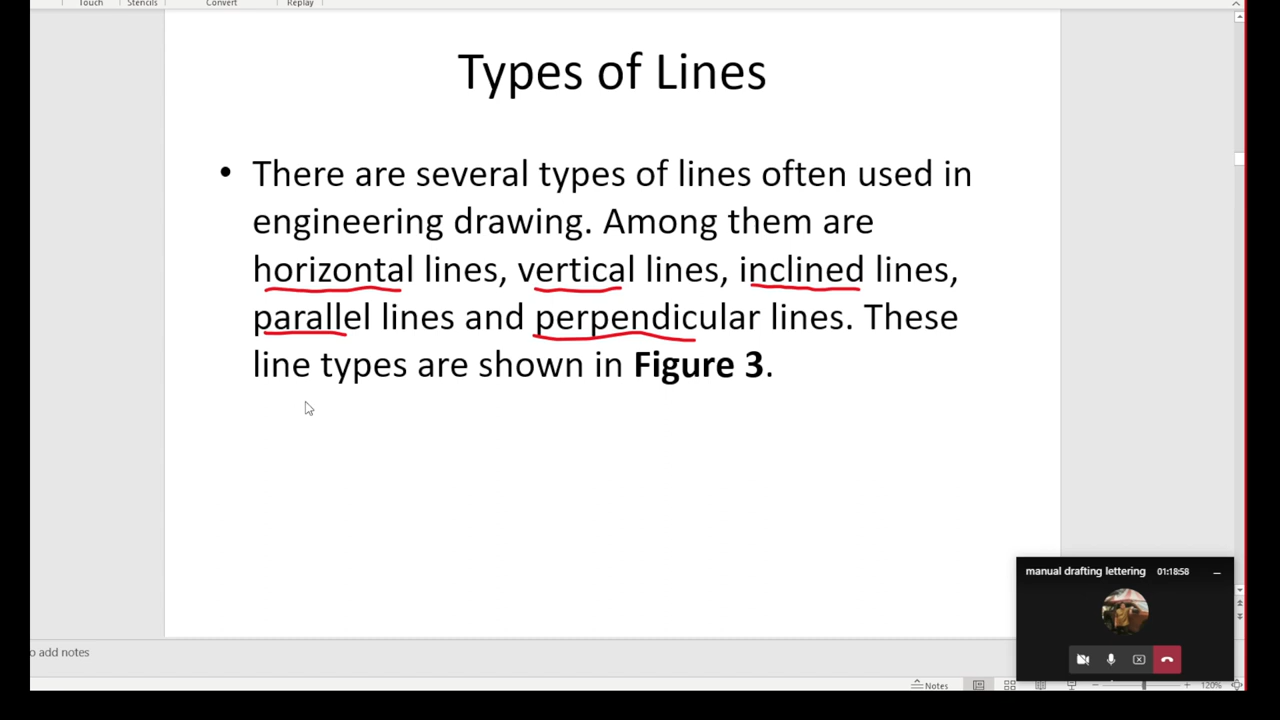 Touch Stencils Convert Replay
Types of Lines
• There are several types of lines often used in
engineering drawing. Among them are
horizontal lines, vertical lines, inclined lines,
parallel lines and perpendicular lines. These
line types are shown in Figure 3.
manual drafting lettering 01:18:58
o add notes
Notes 120%